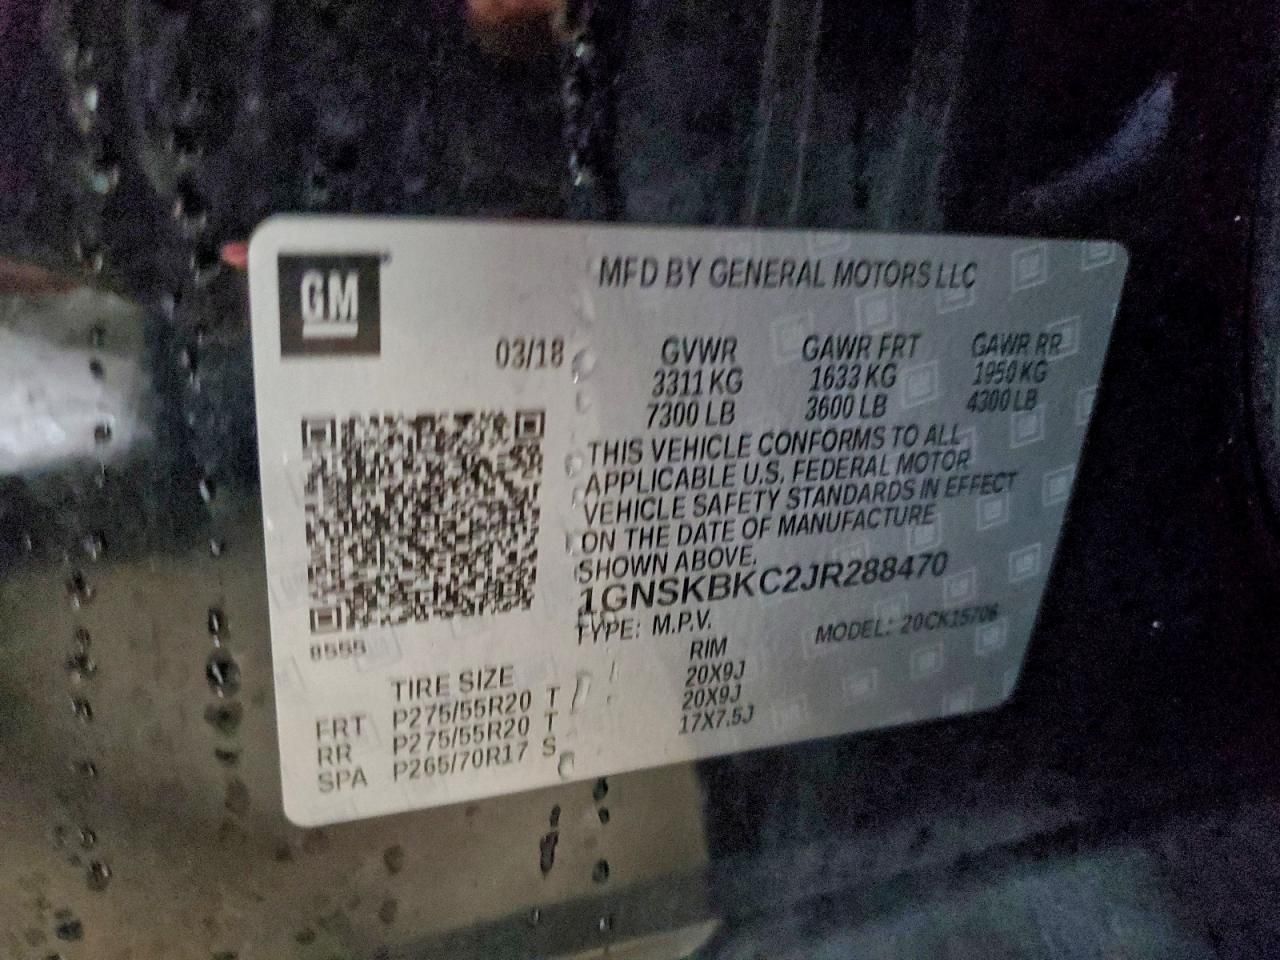 GM
MFD BY GENERAL MOTORS LLC
03/18
GVWR GAWR FRT GAWR RR
3311 KG 1633 KG 1950 KG
7300 LB 3600 LB 4300 LB
THIS VEHICLE CONFORMS TO ALL
APPLICABLE U.S. FEDERAL MOTOR
VEHICLE SAFETY STANDARDS IN EFFECT
ON THE DATE OF MANUFACTURE
SHOWN ABOVE.
1GNSKBKC2JR288470
TYPE: M.P.V. MODEL: 20CK15706
8555
TIRE SIZE RIM
FRT P275/55R20 T 20X9J
RR P275/55R20 T 20X9J
SPA P265/70R17 S 17X7.5J